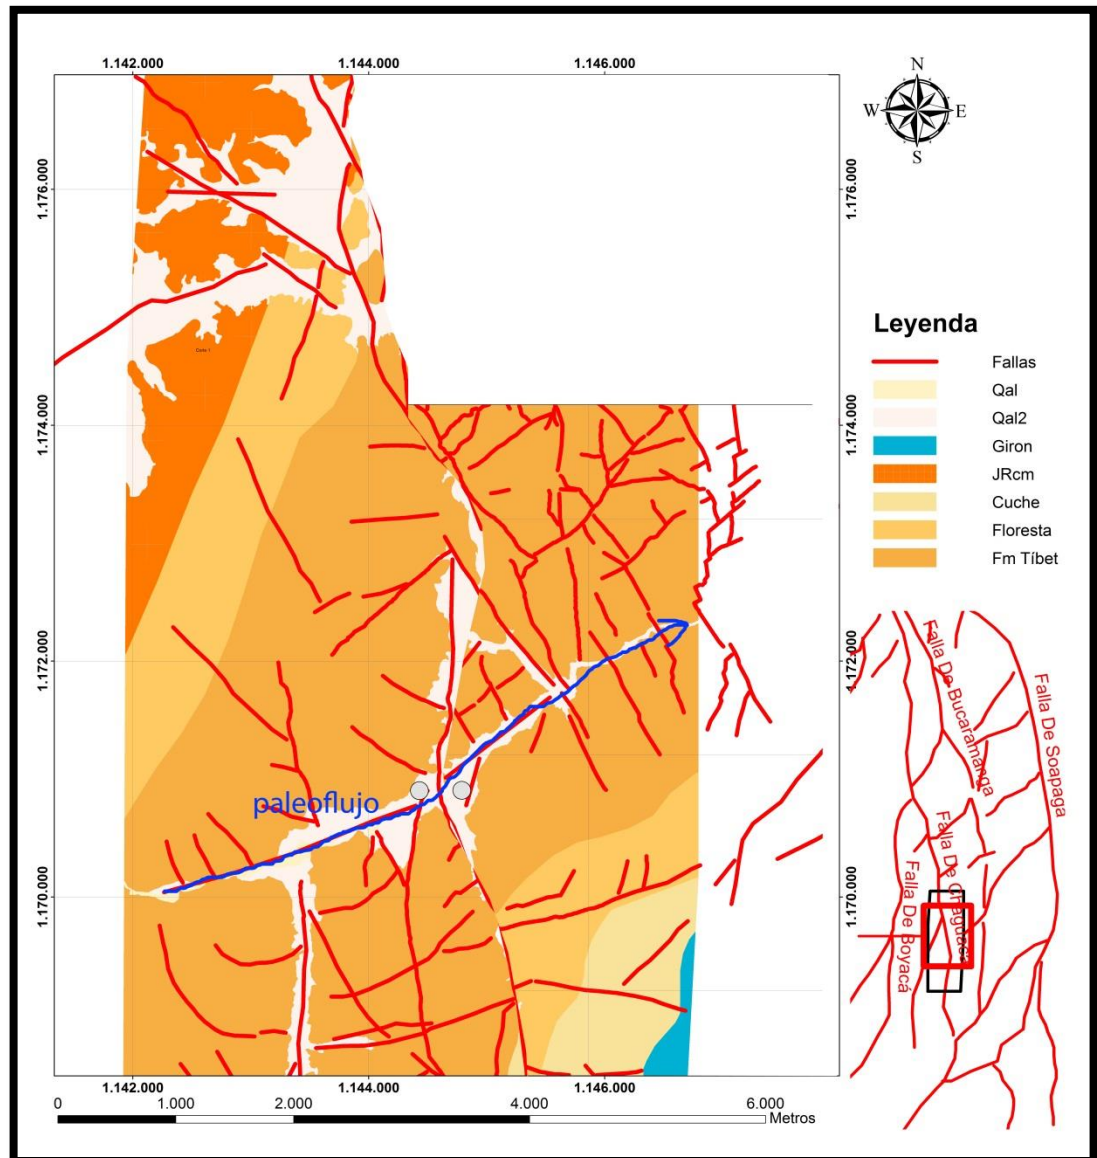 1.142.000
1.144.000
1.146.000
N
W
E
S
1.176.000
1.176.000
Leyenda
Fallas
Qal
Qal2
Giron
JRcm
Cuche
Floresta
Fm Tíbet
1.174.000
1.174.000
1.172.000
1.172.000
Falla De Bucaramanga
Falla De Soapaga
Falla De Chaguacá
Falla De Boyacá
paleoflujo
1.170.000
1.170.000
1.142.000
1.144.000
1.146.000
0
1.000
2.000
4.000
6.000
Metros